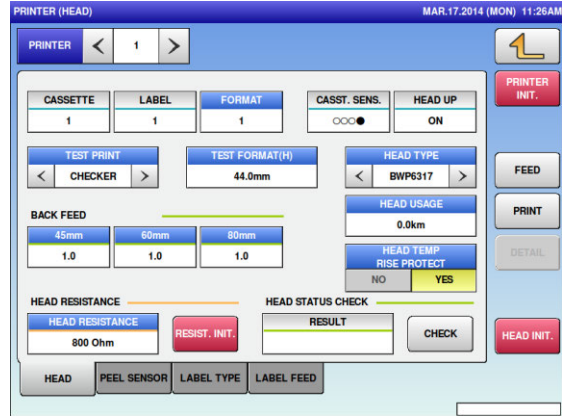 PRINTER (HEAD) MAR.17.2014 (MON) 11:26AM
PRINTER < 1 >
PRINTER INIT.
CASSETTE LABEL FORMAT CASST. SENS. HEAD UP
1 1 1 ○○○● ON
TEST PRINT TEST FORMAT(H) HEAD TYPE
< CHECKER > 44.0mm < BWP6317 >
FEED
HEAD USAGE
0.0km
PRINT
BACK FEED
45mm 60mm 80mm
1.0 1.0 1.0
HEAD TEMP
RISE PROTECT
NO YES
DETAIL
HEAD RESISTANCE HEAD STATUS CHECK
HEAD RESISTANCE
800 Ohm
RESIST. INIT.
RESULT
CHECK
HEAD INIT.
HEAD PEEL SENSOR LABEL TYPE LABEL FEED